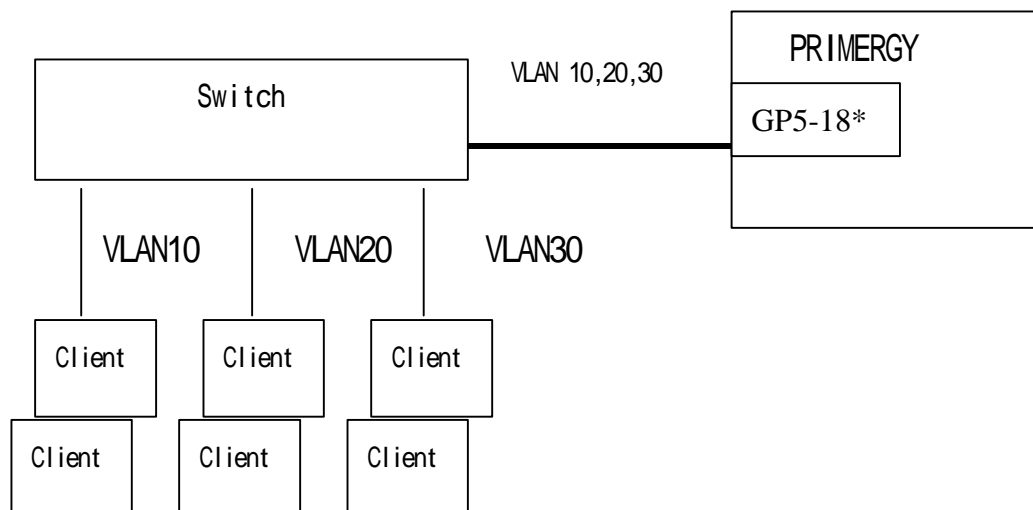 PRIMERGY
VLAN 10,20,30
Switch
GP5-18*
VLAN10
VLAN20
VLAN30
Client
Client
Client
Client
Client
Client